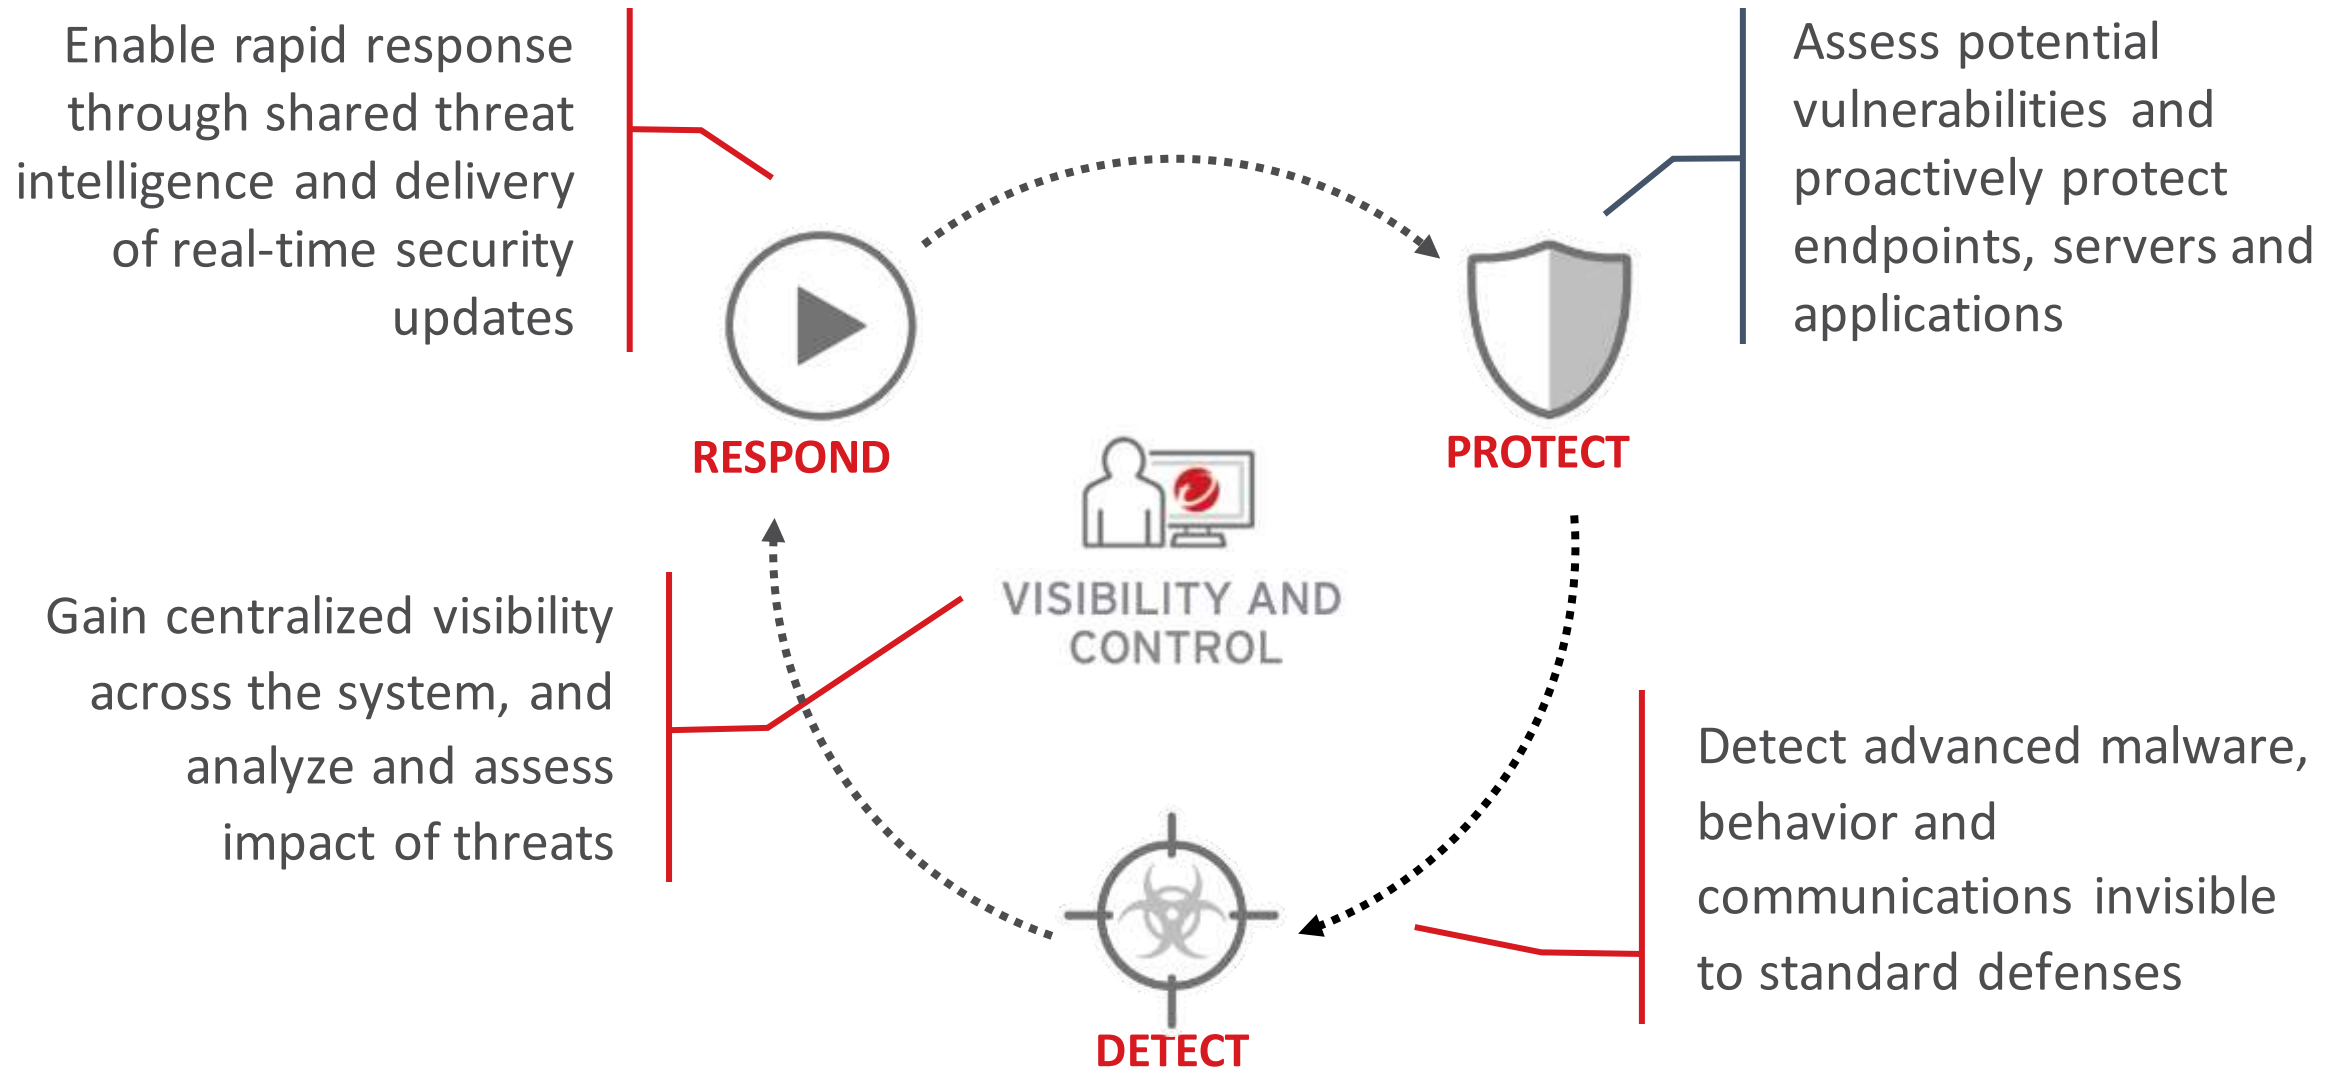 Enable rapid response
through shared threat
intelligence and delivery
of real-time security
updates
Assess potential
vulnerabilities and
proactively protect
endpoints, servers and
applications
RESPOND
PROTECT
VISIBILITY AND
CONTROL
Gain centralized visibility
across the system, and
analyze and assess
impact of threats
Detect advanced malware,
behavior and
communications invisible
to standard defenses
DETECT